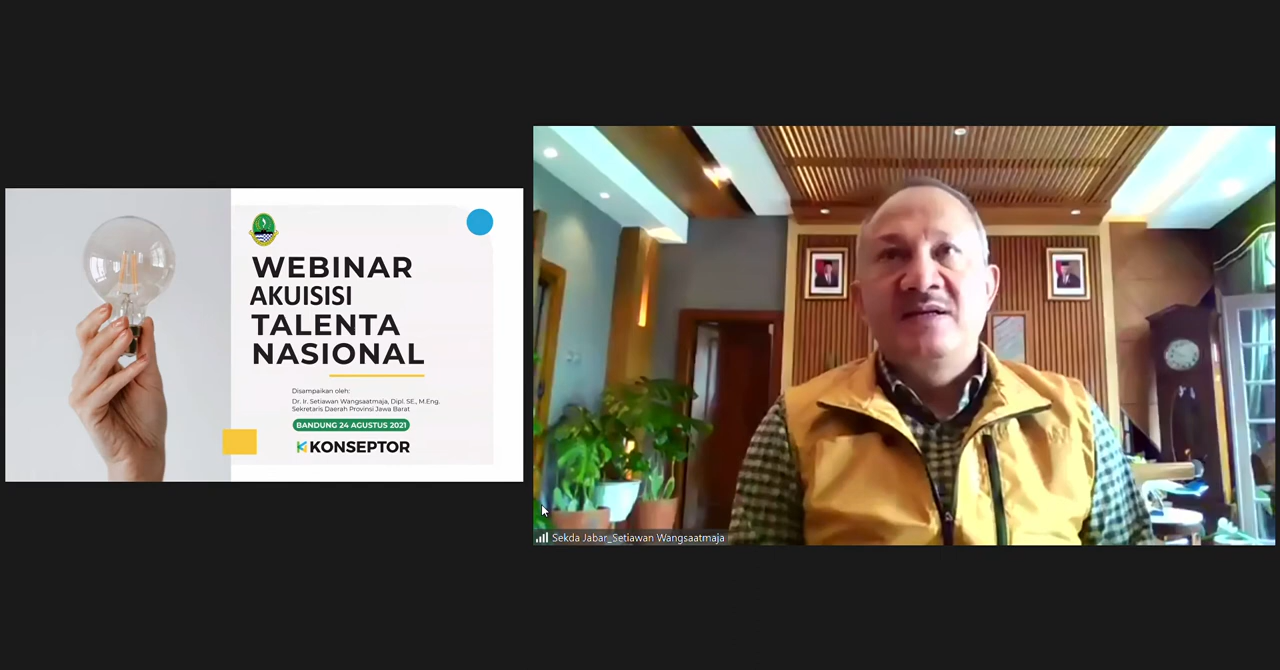 WEBINAR
AKUISISI
TALENTA
NASIONAL
Disampaikan oleh:
Dr. Ir. Setiawan Wangsaatmaja, Dipl. SE., M.Eng.
Sekretaris Daerah Provinsi Jawa Barat
BANDUNG 24 AGUSTUS 2021
KONSEPTOR
Sekda Jabar_Setiawan Wangsaatmaja